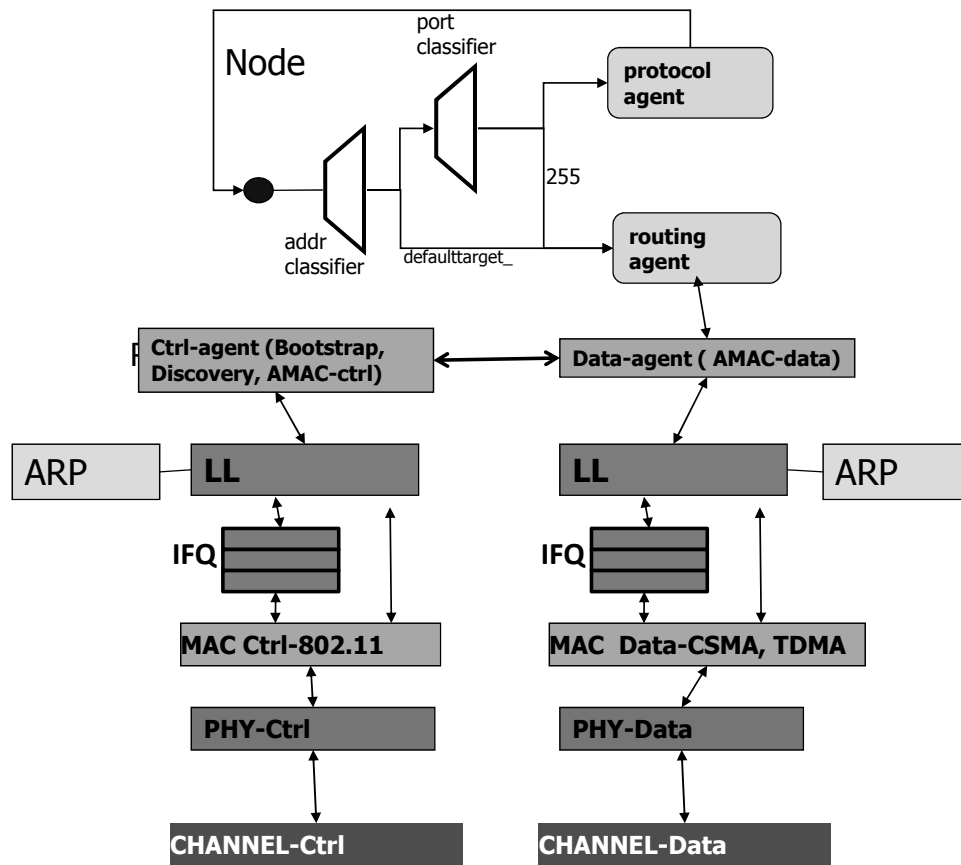 port
classifier
Node
protocol
agent
255
addr
classifier
defaulttarget_
routing
agent
Ctrl-agent (Bootstrap,
Discovery, AMAC-ctrl)
Data-agent ( AMAC-data)
ARP
LL
LL
ARP
IFQ
IFQ
MAC Ctrl-802.11
MAC Data-CSMA, TDMA
PHY-Ctrl
PHY-Data
CHANNEL-Ctrl
CHANNEL-Data